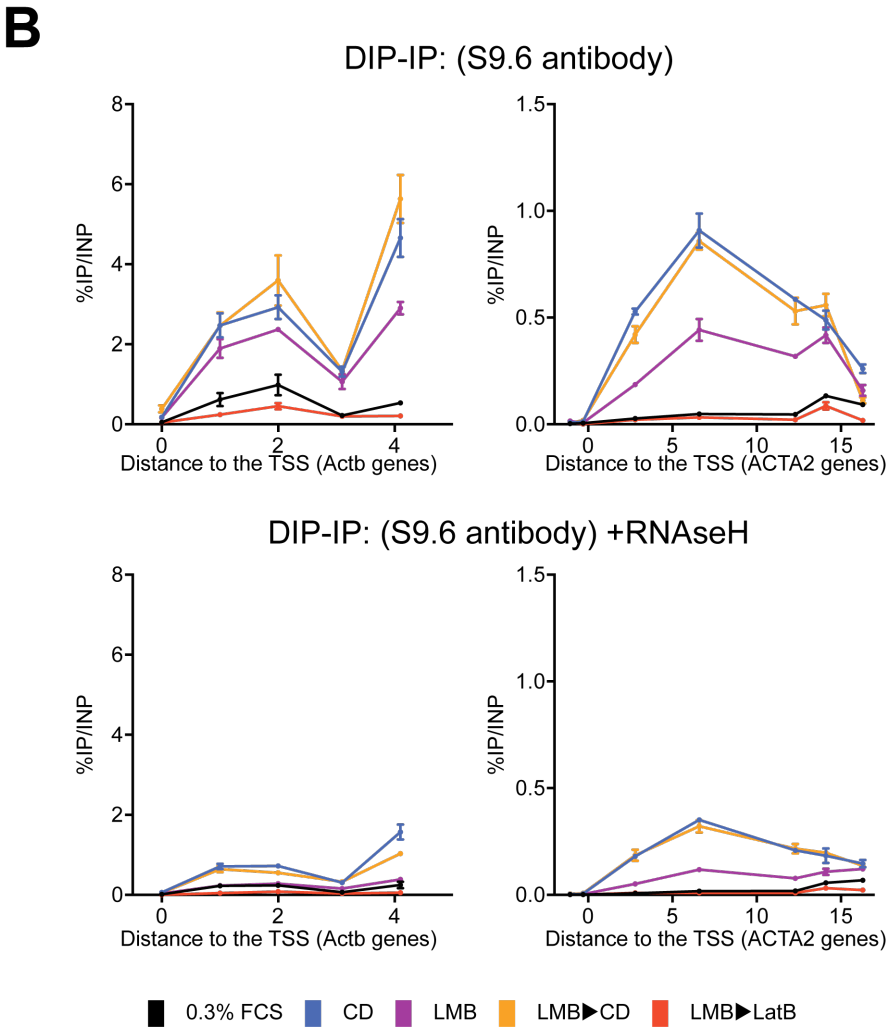 B
DIP-IP: (S9.6 antibody)
8
6
4
2
0
%IP/INP
0 2 4
Distance to the TSS (Actb genes)
1.5
1.0
0.5
0.0
%IP/INP
0 5 10 15
Distance to the TSS (ACTA2 genes)
DIP-IP: (S9.6 antibody) +RNAseH
8
6
4
2
0
%IP/INP
0 2 4
Distance to the TSS (Actb genes)
1.5
1.0
0.5
0.0
%IP/INP
0 5 10 15
Distance to the TSS (ACTA2 genes)
0.3% FCS CD LMB LMB▶CD LMB▶LatB